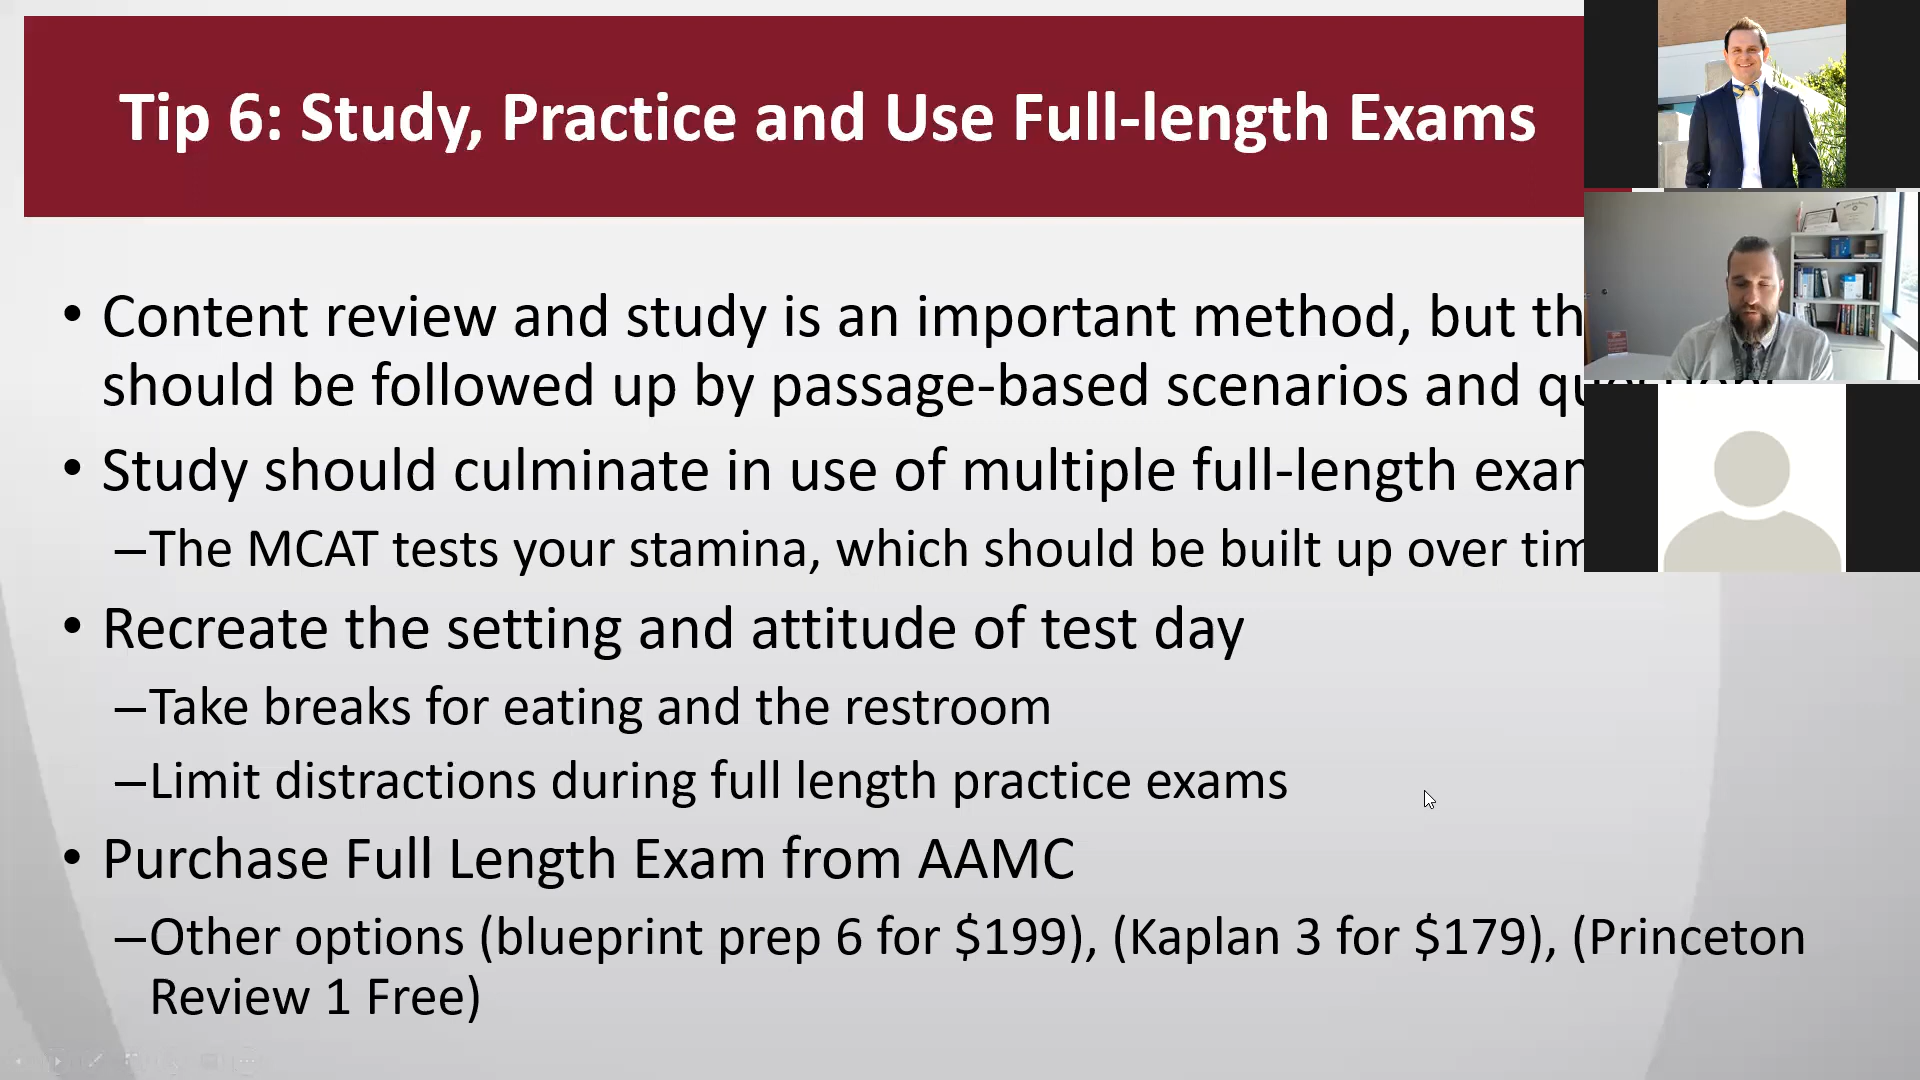 Tip 6: Study, Practice and Use Full-length Exams
• Content review and study is an important method, but
should be followed up by passage-based scenarios and
• Study should culminate in use of multiple full-length
–The MCAT tests your stamina, which should be built up over
• Recreate the setting and attitude of test day
–Take breaks for eating and the restroom
–Limit distractions during full length practice exams
• Purchase Full Length Exam from AAMC
–Other options (blueprint prep 6 for $199), (Kaplan 3 for $179), (Princeton
Review 1 Free)